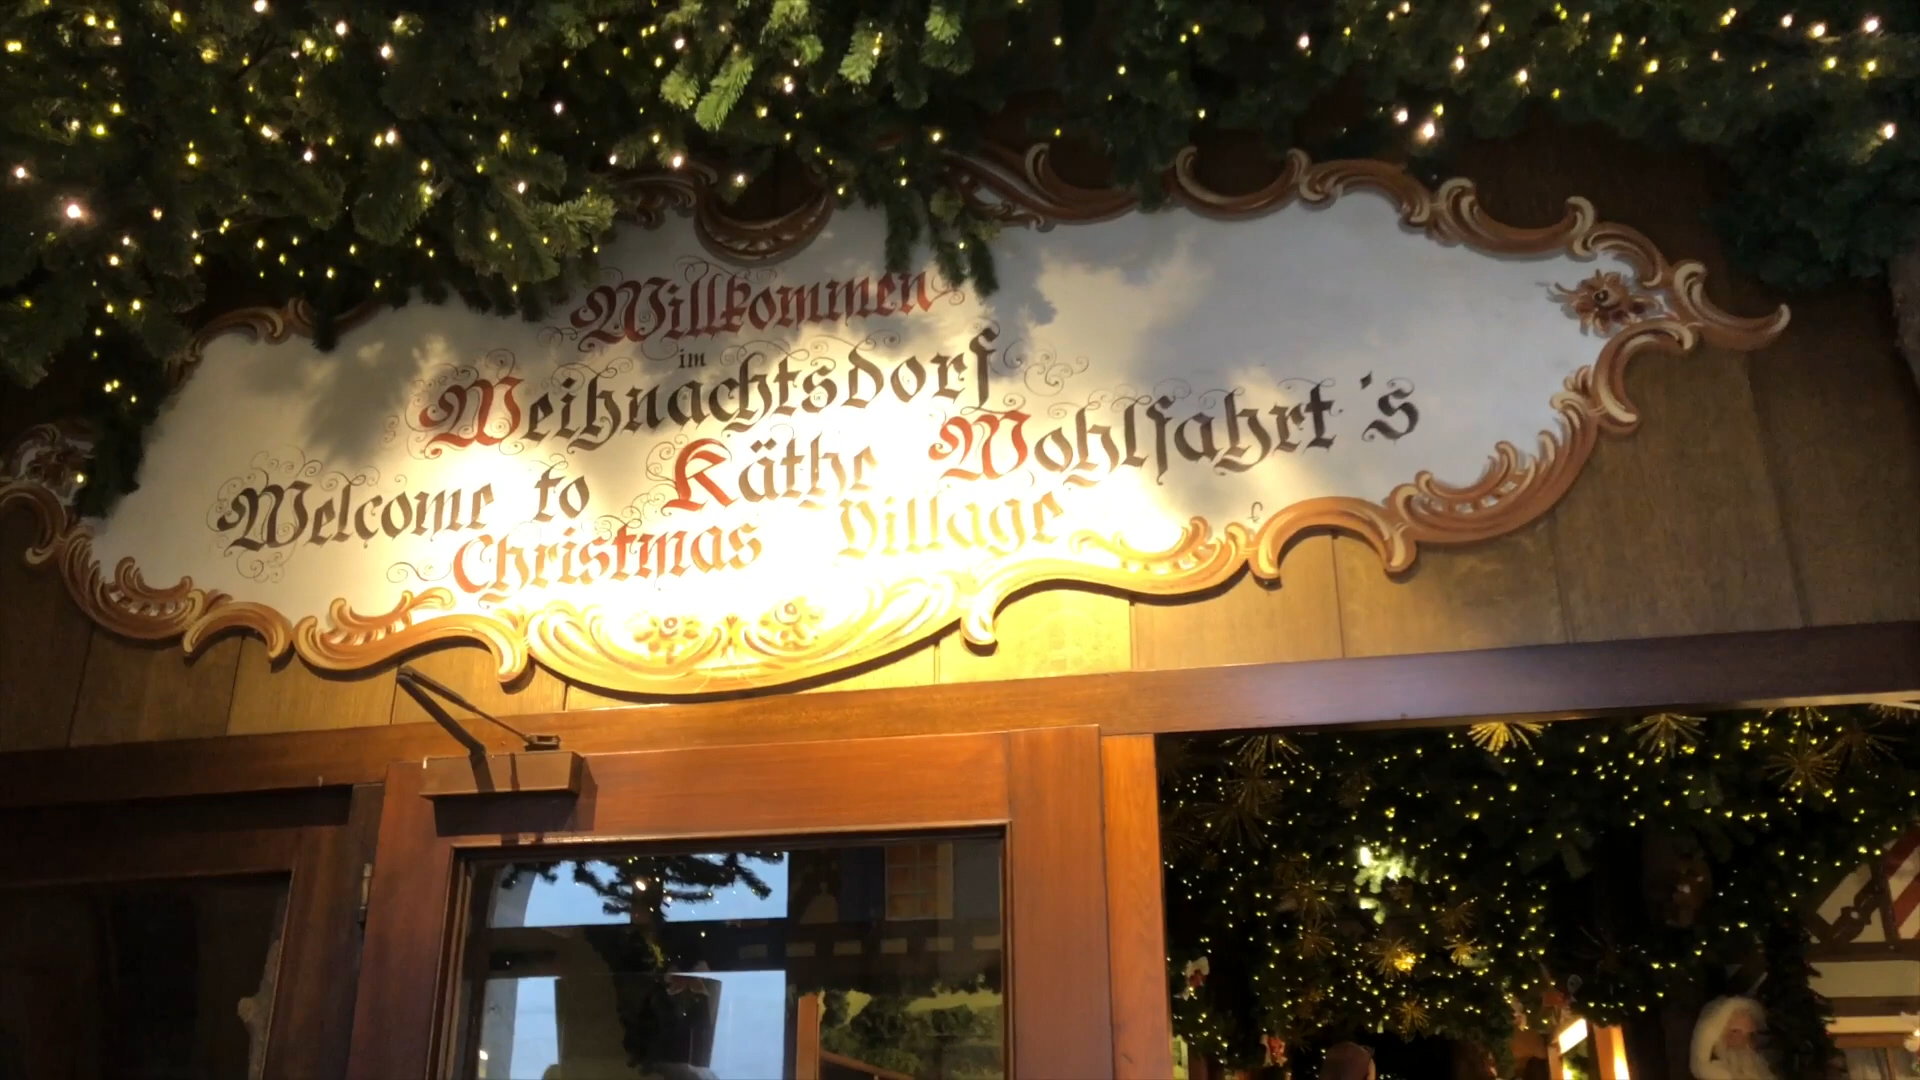 Willkommen
im
Weihnachtsdorf
Welcome to Käthe Wohlfahrt's
Christmas Village